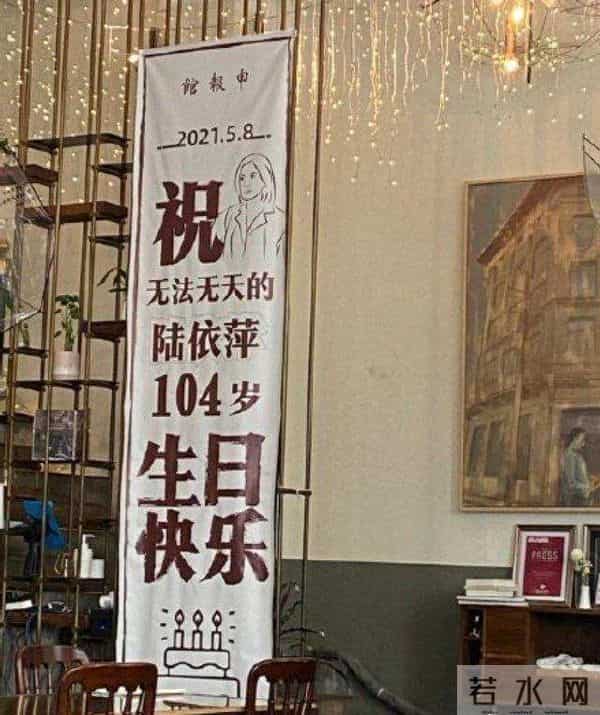 申報館
2021.5.8
祝
无法无天的
陆依萍
104岁
生日
快乐
PRESS
若水网